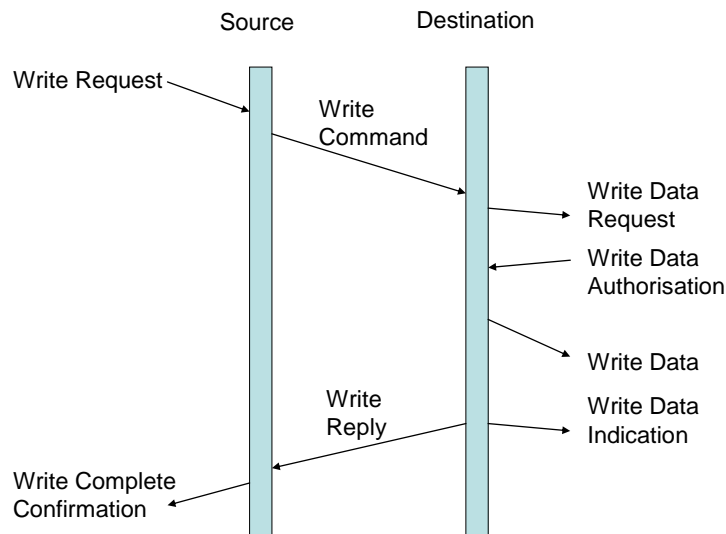 Source
Destination
Write Request
Write
Command
Write Data
Request
Write Data
Authorisation
Write Data
Write
Reply
Write Data
Indication
Write Complete
Confirmation